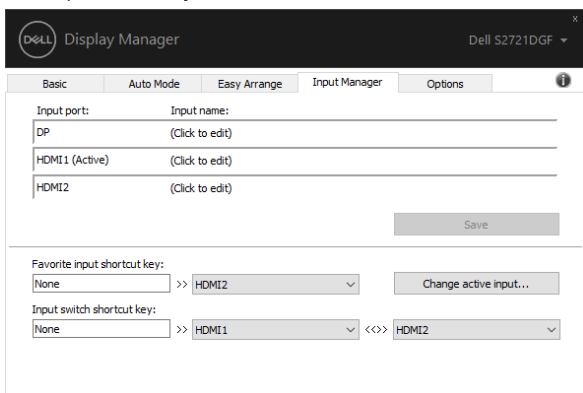 DELL Display Manager
Dell S2721DGF
Basic Auto Mode Easy Arrange Input Manager Options
Input port: Input name:
DP (Click to edit)
HDMI1 (Active) (Click to edit)
HDMI2 (Click to edit)
Save
Favorite input shortcut key:
None >> HDMI2 Change active input...
Input switch shortcut key:
None >> HDMI1 <<>> HDMI2